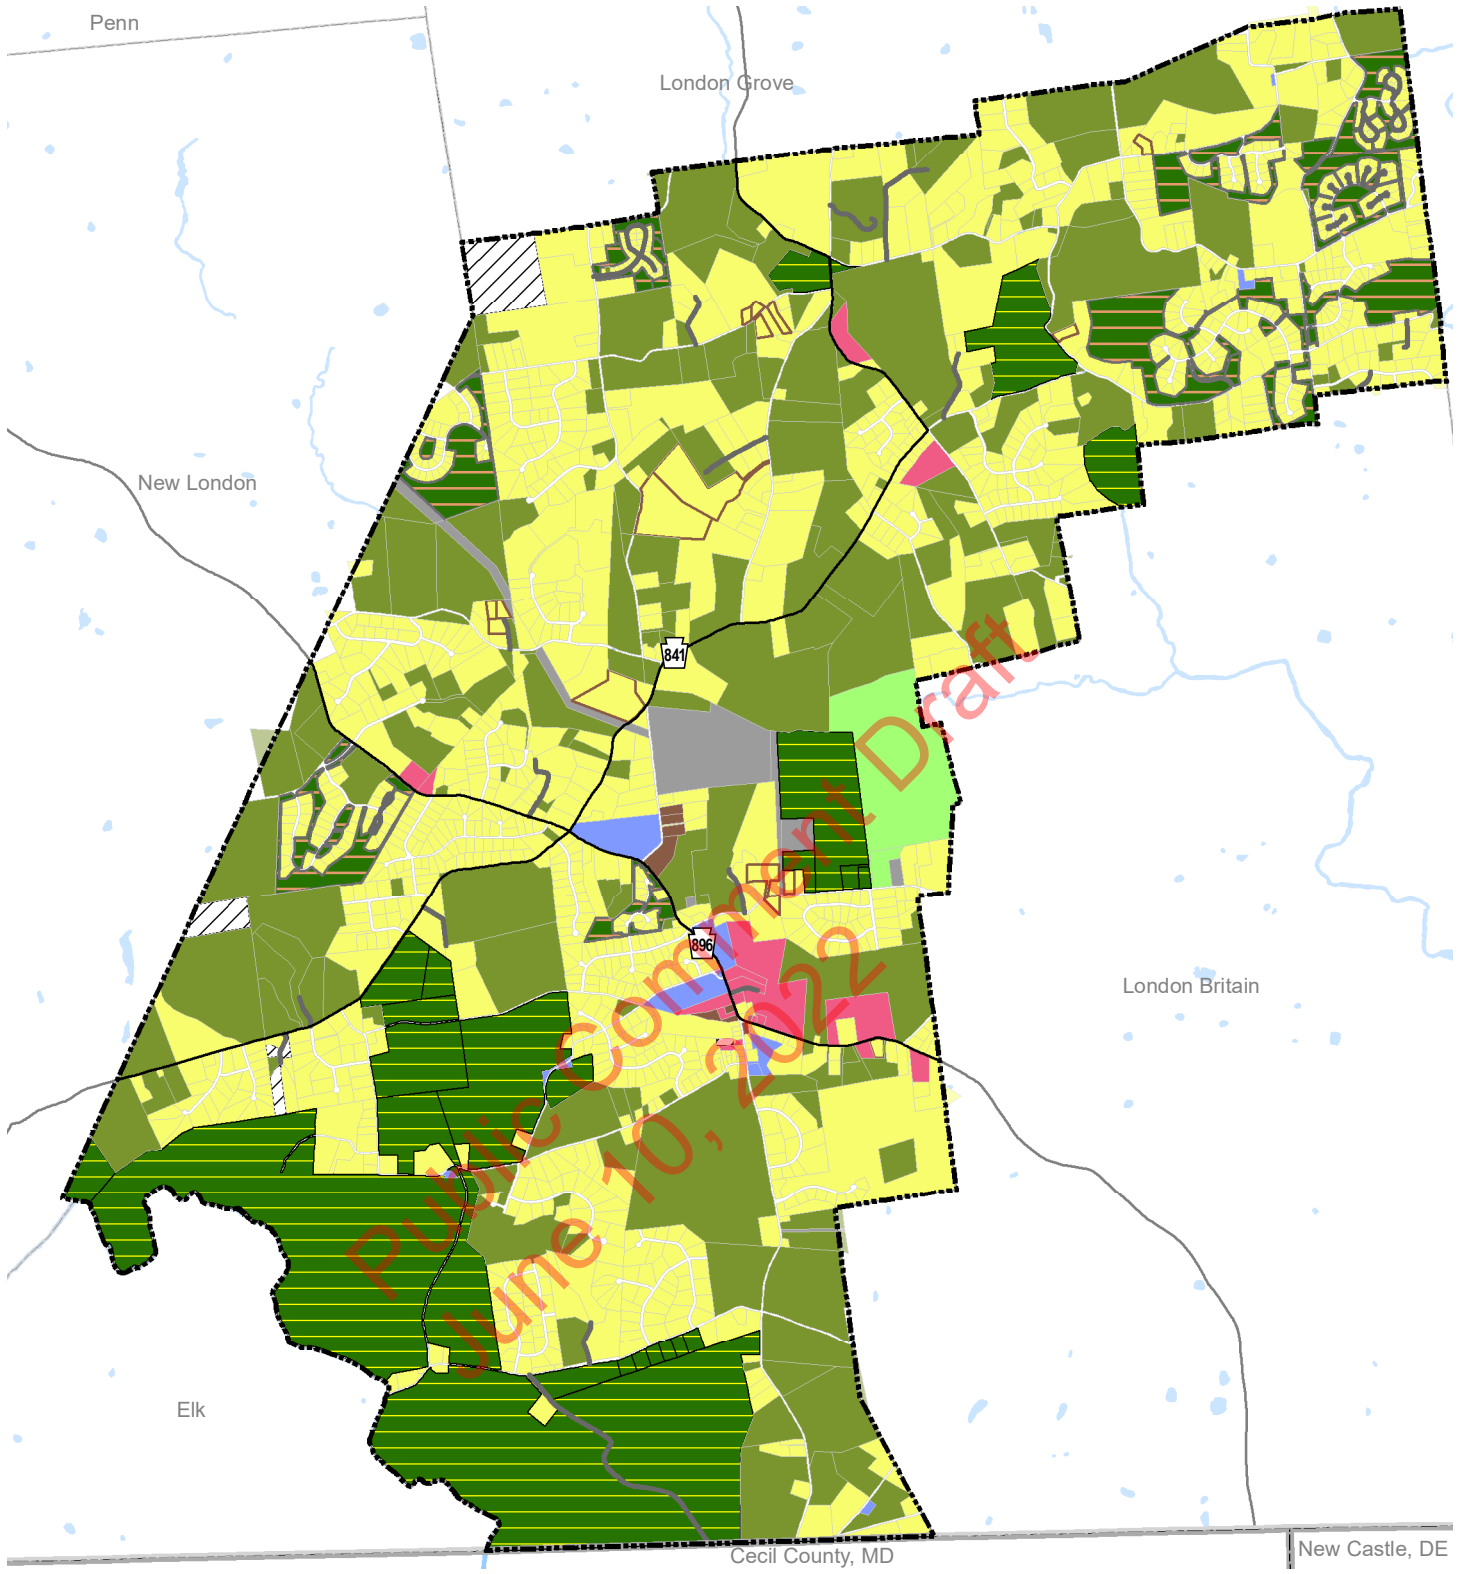 Penn
London Grove
New London
841
896
London Britain
Public Comment Draft
June 10, 2022
Elk
Cecil County, MD
New Castle, DE